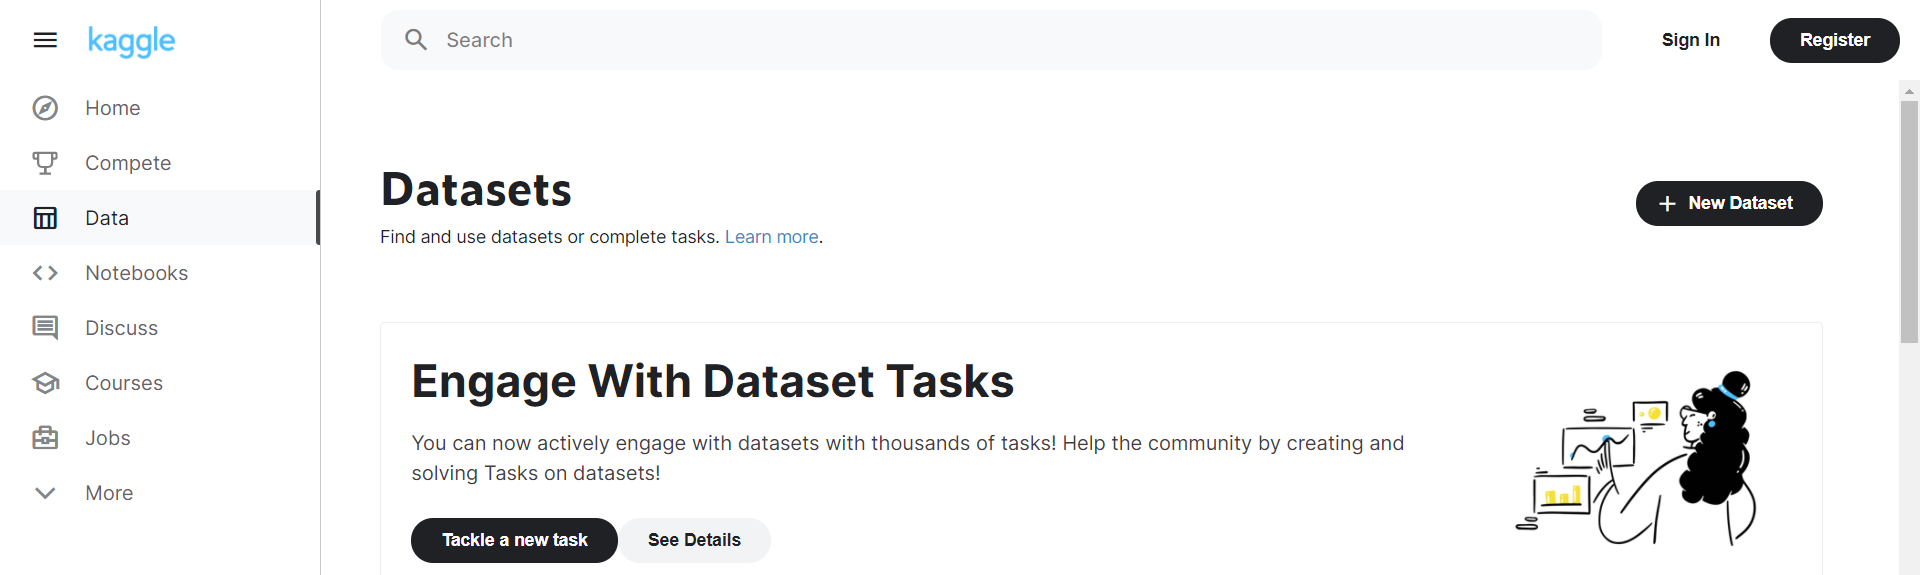 kaggle
Search
Sign In
Register
Home
Compete
Data
Notebooks
Discuss
Courses
Jobs
More
Datasets
Find and use datasets or complete tasks. Learn more.
New Dataset
Engage With Dataset Tasks
You can now actively engage with datasets with thousands of tasks! Help the community by creating and
solving Tasks on datasets!
Tackle a new task
See Details